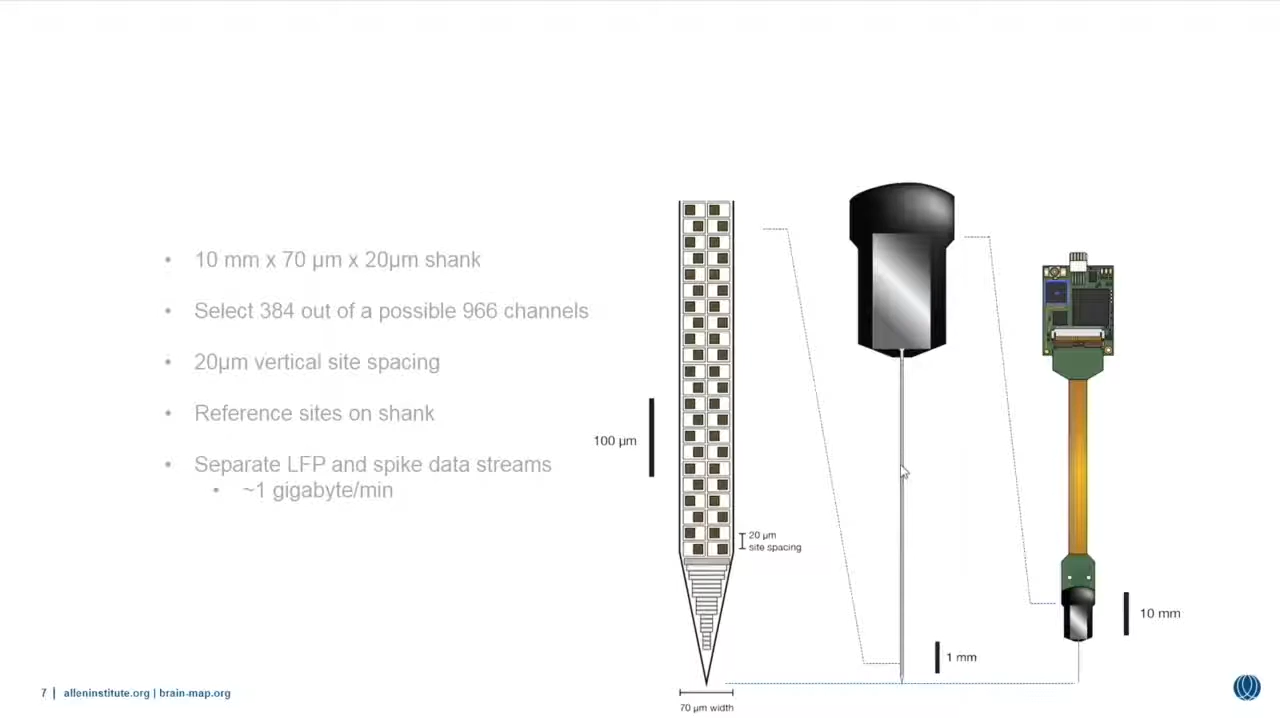 • 10 mm x 70 µm x 20µm shank
• Select 384 out of a possible 966 channels
• 20µm vertical site spacing
• Reference sites on shank
• Separate LFP and spike data streams
• ~1 gigabyte/min
100 µm
20 µm
site spacing
70 µm width
1 mm
10 mm
7 | alleninstitute.org | brain-map.org